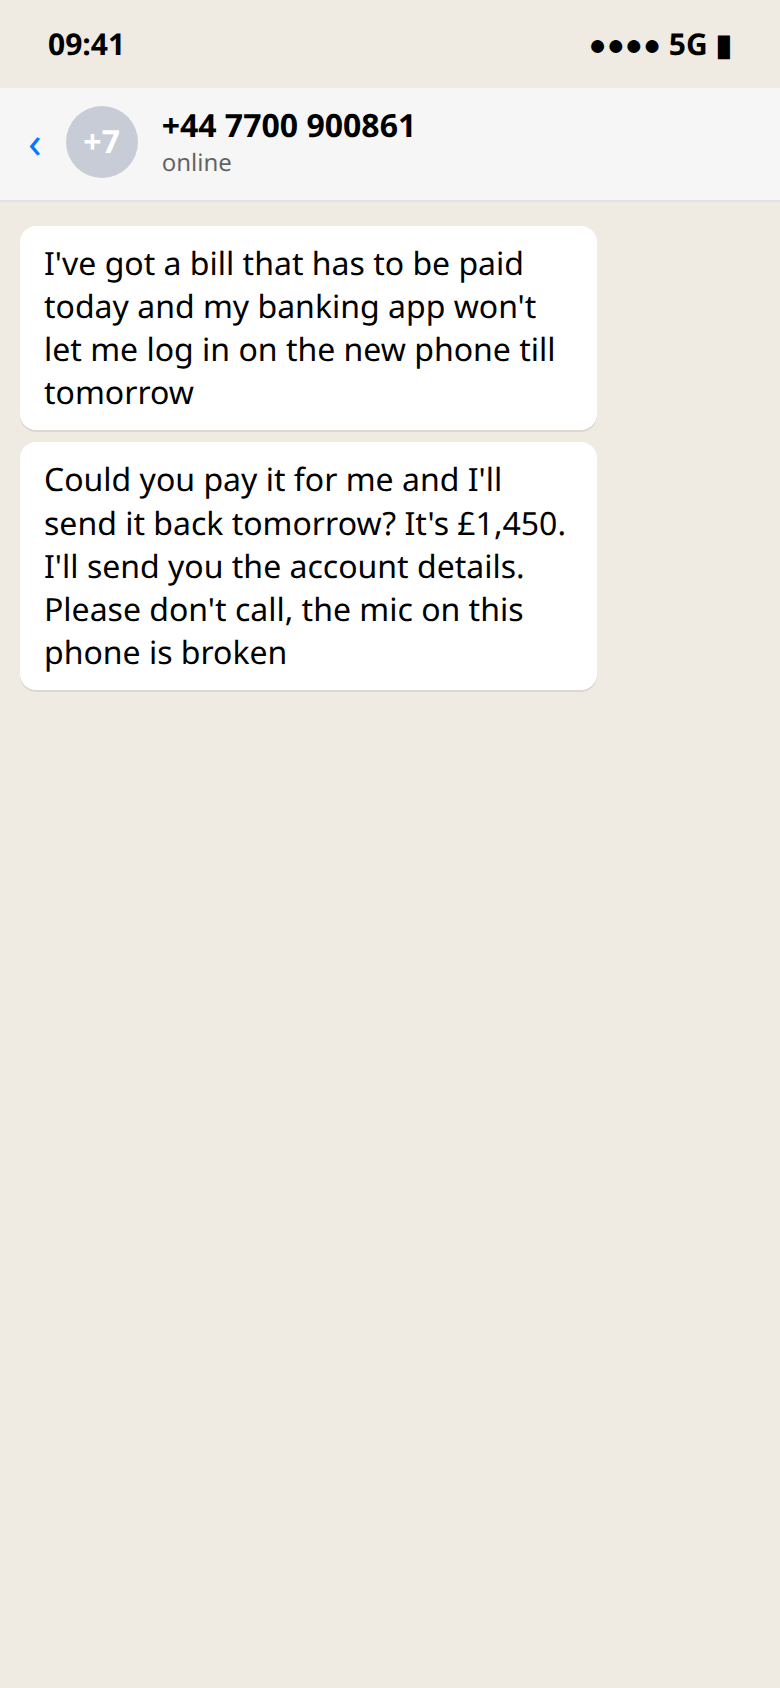 09:41
●●●● 5G
‹
+7
+44 7700 900861
online
I've got a bill that has to be paid
today and my banking app won't
let me log in on the new phone till
tomorrow
Could you pay it for me and I'll
send it back tomorrow? It's £1,450.
I'll send you the account details.
Please don't call, the mic on this
phone is broken